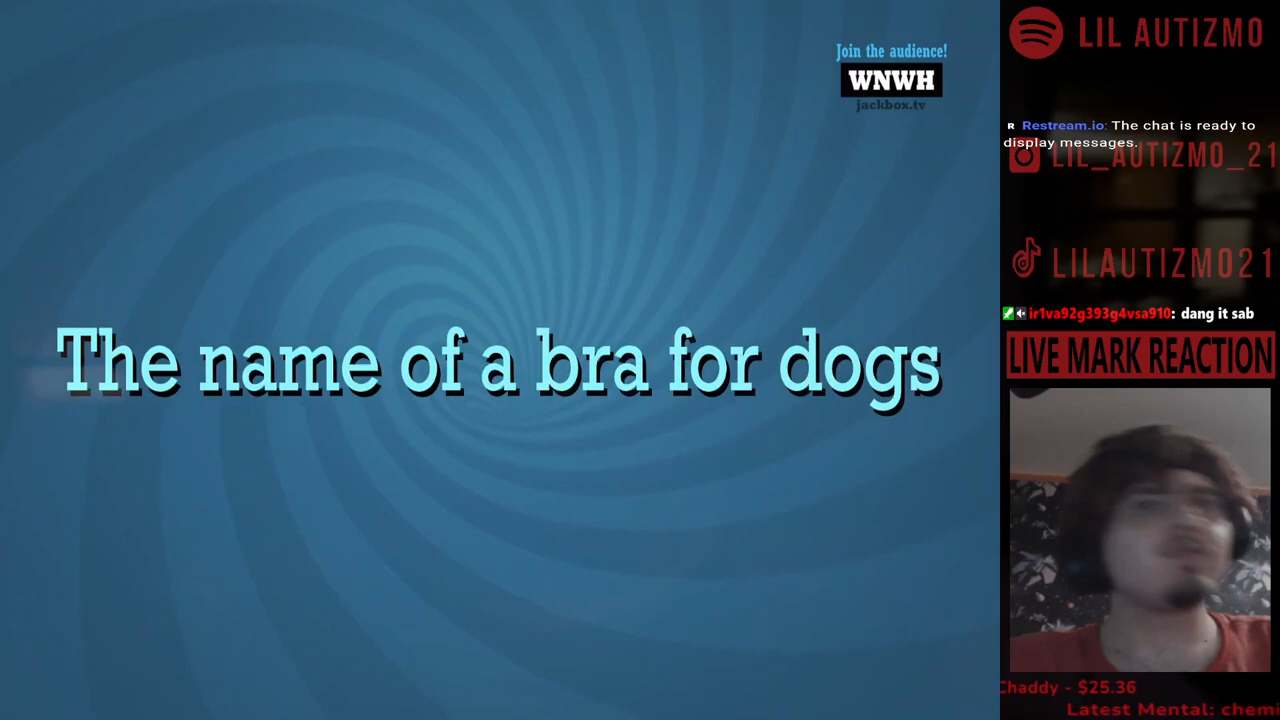 Join the audience!
WNWH
jackbox.tv
The name of a bra for dogs
LIL AUTIZMO
Restream.io: The chat is ready to
display messages.
LIL_AUTIZMO_21
LILAUTIZMO21
ir1va92g393g4vsa910: dang it sab
LIVE MARK REACTION
Chaddy - $25.36
Latest Mental: chemi